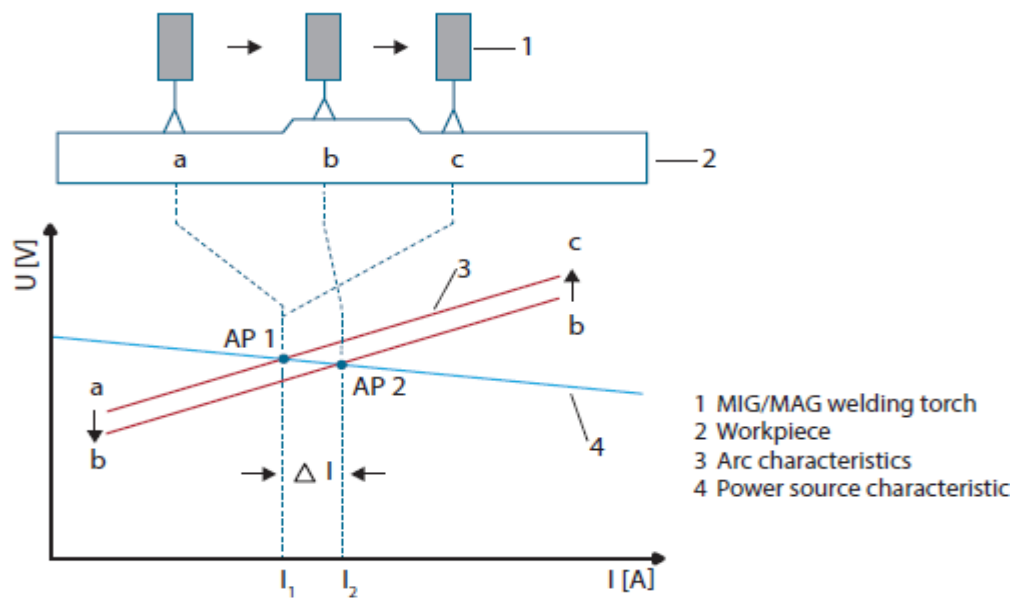 1
a b c 2
U [V]
c
3
b
AP 1
AP 2
a
b
4
△ I
I₁ I₂ I [A]
1 MIG/MAG welding torch
2 Workpiece
3 Arc characteristics
4 Power source characteristic